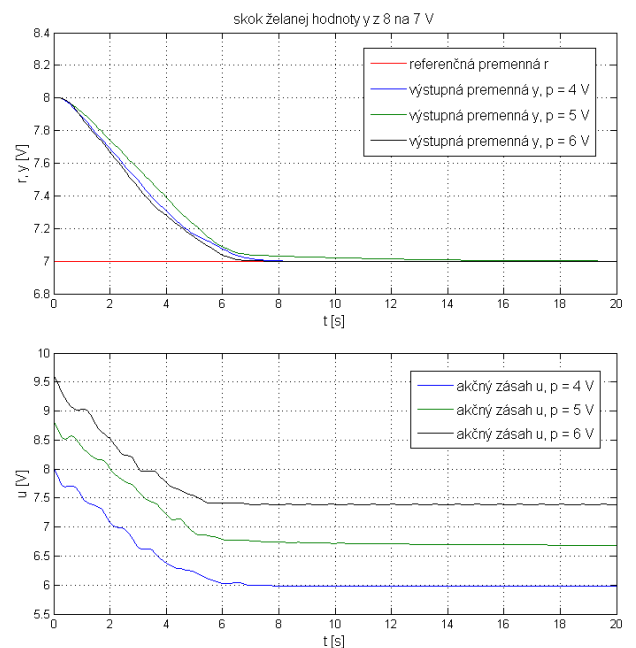 skok želanej hodnoty y z 8 na 7 V
8.4
8.2
8
7.8
7.6
7.4
7.2
7
6.8
r, y [V]
referenčná premenná r
výstupná premenná y, p = 4 V
výstupná premenná y, p = 5 V
výstupná premenná y, p = 6 V
0 2 4 6 8 10 12 14 16 18 20
t [s]
10
9.5
9
8.5
8
7.5
7
6.5
6
5.5
u [V]
akčný zásah u, p = 4 V
akčný zásah u, p = 5 V
akčný zásah u, p = 6 V
0 2 4 6 8 10 12 14 16 18 20
t [s]